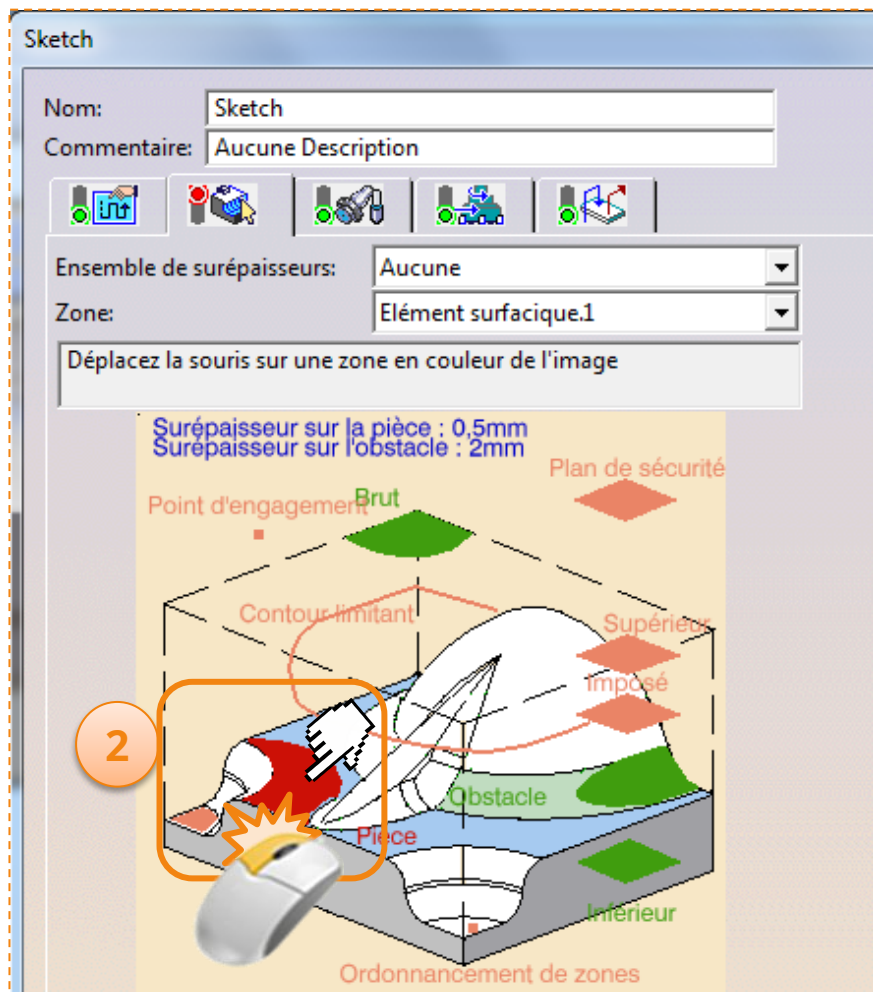 Sketch
Nom: Sketch
Commentaire: Aucune Description
Ensemble de surépaisseurs: Aucune
Zone: Elément surfacique.1
Déplacez la souris sur une zone en couleur de l'image
Surépaisseur sur la pièce : 0,5mm
Surépaisseur sur l'obstacle : 2mm
Plan de sécurité
Brut
Point d'engagement
Contour limitant
Supérieur
Imposé
2
Obstacle
Pièce
Inférieur
Ordonnancement de zones